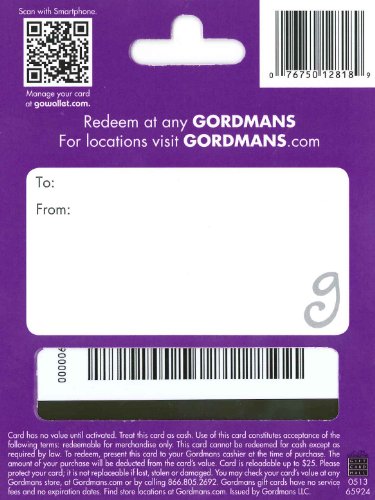 Scan with Smartphone.
Manage your card
at gowallat.com.
0 76750 12818 9
Redeem at any GORDMANS
For locations visit GORDMANS.com
To:
From:
g
000006
Card has no value until activated. Treat this card as cash. Use of this card constitutes acceptance of the
following terms: redeemable for merchandise only. This card cannot be redeemed for cash except as
required by law. To redeem, present this card to your Gordmans cashier at the time of purchase. The
amount of your purchase will be deducted from the value of card. Card is reloadable up to $25. Please
protect your card; it is not replaceable if lost, stolen or damaged. You may check your card's value at any
Gordmans store, at Gordmans.com or by calling 866.805.2692. Gordmans gift cards have no service
fees and no expiration dates. Find store locations at Gordmans.com. Issued by Gordmans LLC.
GIFT
CARD
MALL
0513
65924